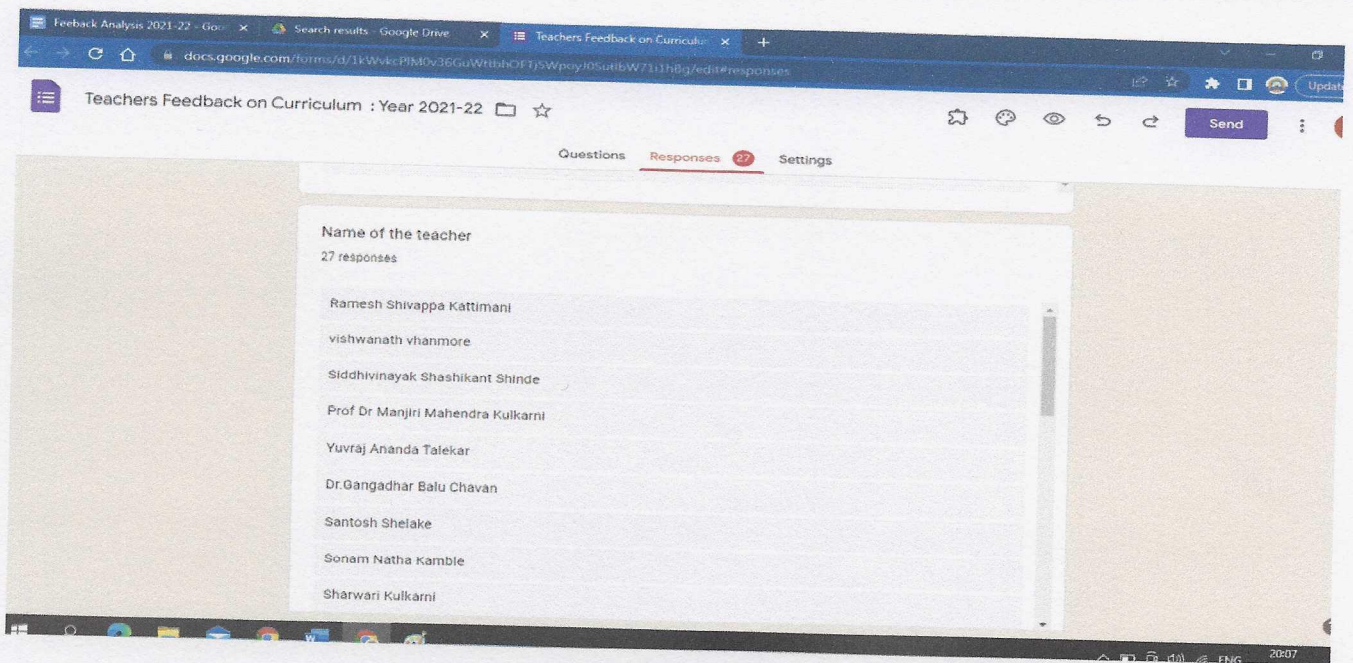 Feeback Analysis 2021-22 - Goo
Search results - Google Drive
Teachers Feedback on Curriculu
Update
Teachers Feedback on Curriculum : Year 2021-22
Send
Questions Responses 27 Settings
Name of the teacher
27 responses
Ramesh Shivappa Kattimani
vishwanath vhanmore
Siddhivinayak Shashikant Shinde
Prof Dr Manjiri Mahendra Kulkarni
Yuvraj Ananda Talekar
Dr.Gangadhar Balu Chavan
Santosh Shelake
Sonam Natha Kamble
Sharwari Kulkarni
ENG 20:07